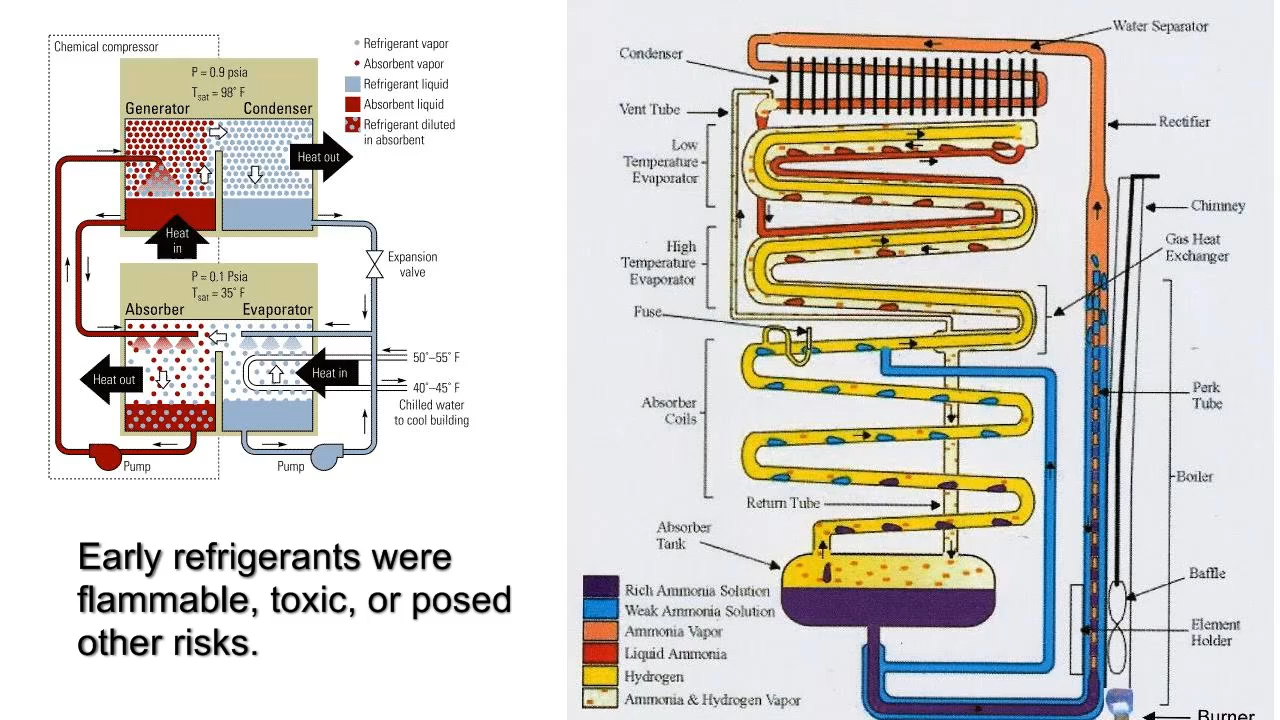 Chemical compressor
P = 0.9 psia
Tsat = 98° F
Generator
Condenser
Heat out
Heat
in
Expansion
valve
P = 0.1 Psia
Tsat = 35° F
Absorber
Evaporator
Heat out
Heat in
50°–55° F
40°–45° F
Chilled water
to cool building
Pump
Pump
Refrigerant vapor
Absorbent vapor
Refrigerant liquid
Absorbent liquid
Refrigerant diluted
in absorbent
Early refrigerants were
flammable, toxic, or posed
other risks.
Water Separator
Condenser
Vent Tube
Rectifier
Low
Temperature
Evaporator
Chimney
Gas Heat
Exchanger
High
Temperature
Evaporator
Fuse
Perk
Tube
Absorber
Coils
Boiler
Return Tube
Absorber
Tank
Baffle
Element
Holder
Burner
Rich Ammonia Solution
Weak Ammonia Solution
Ammonia Vapor
Liquid Ammonia
Hydrogen
Ammonia & Hydrogen Vapor